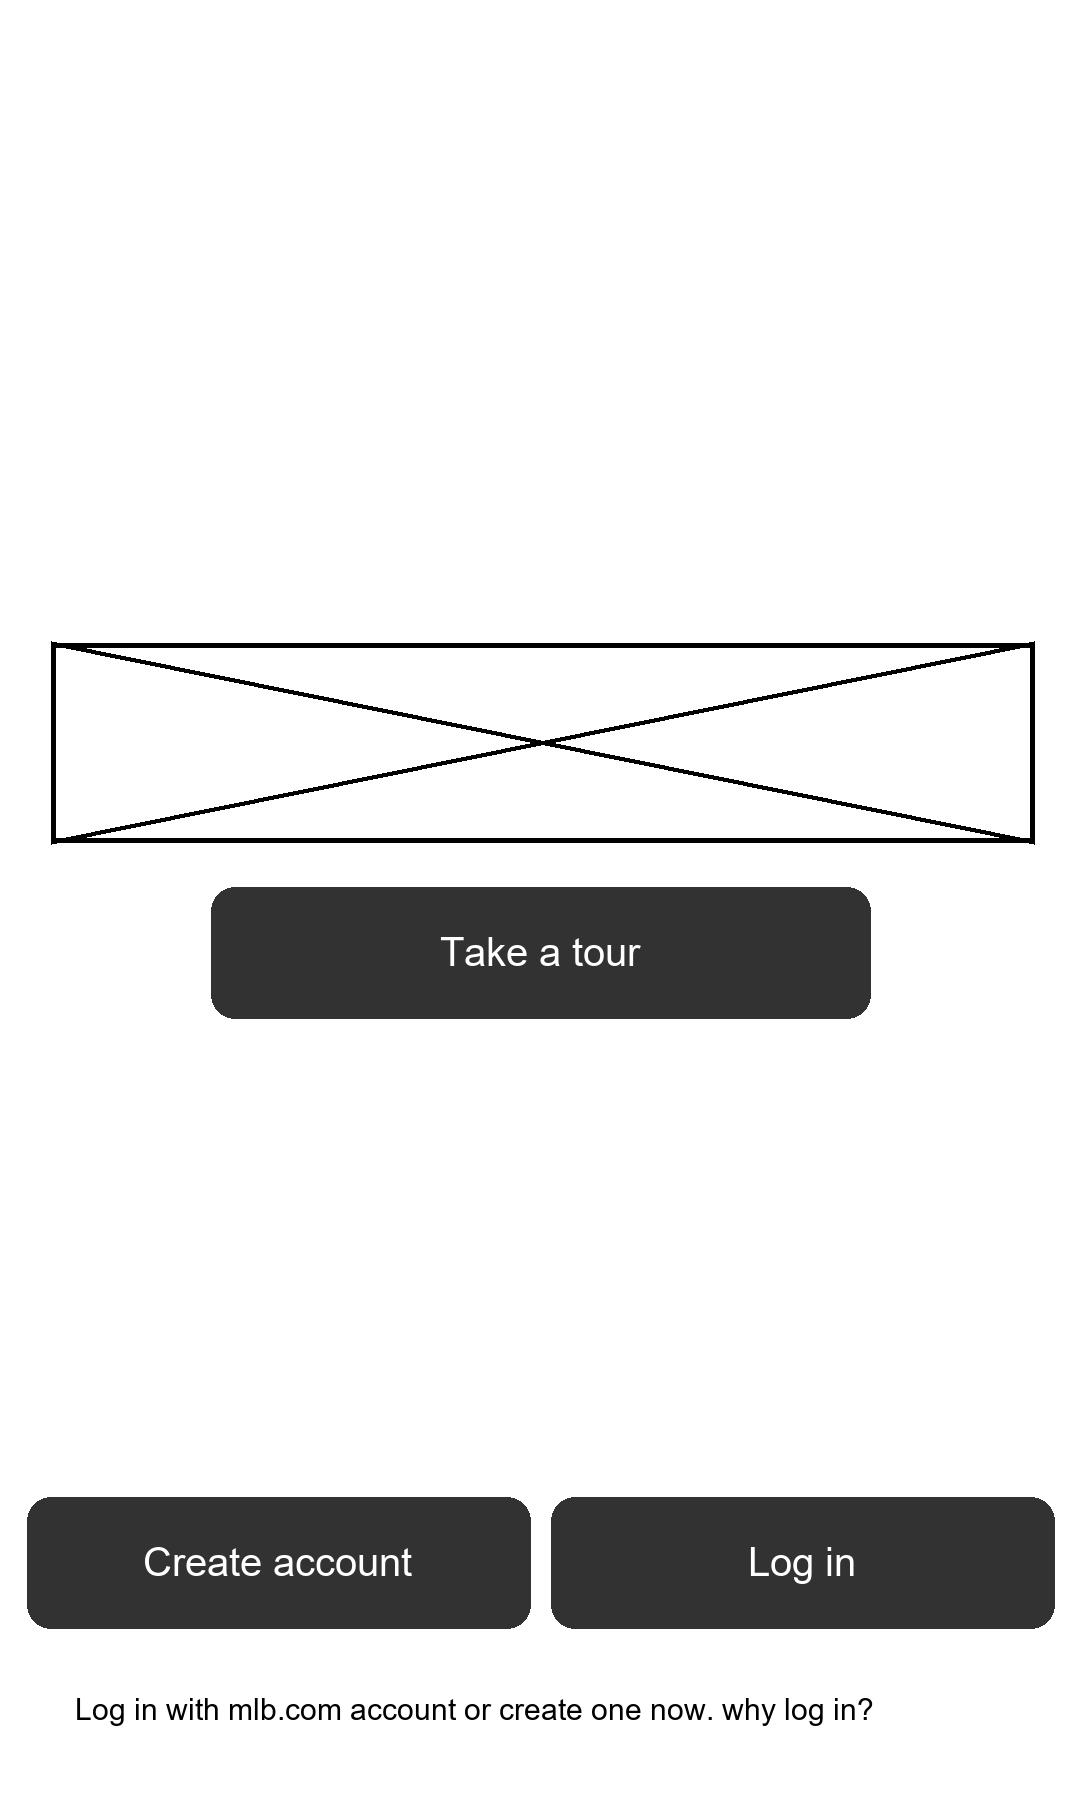 Take a tour
Create account
Log in
Log in with mlb.com account or create one now. why log in?